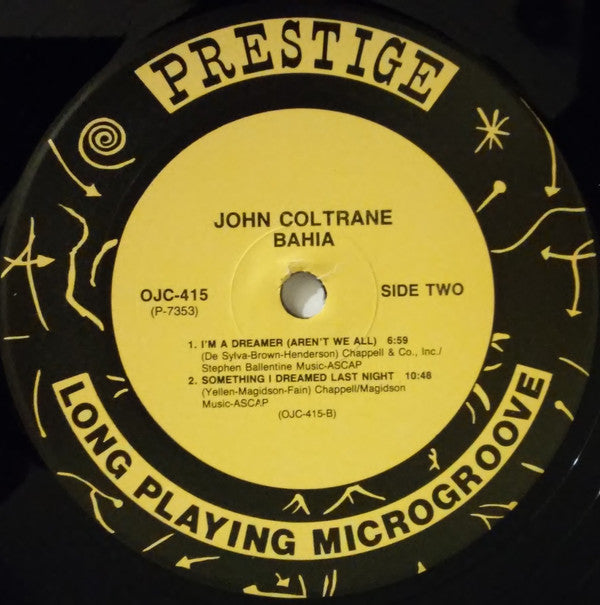 PRESTIGE
JOHN COLTRANE
BAHIA
OJC-415
(P-7353)
SIDE TWO
1. I'M A DREAMER (AREN'T WE ALL) 6:59
(De Sylva-Brown-Henderson) Chappell & Co., Inc./
Stephen Ballentine Music-ASCAP
2. SOMETHING I DREAMED LAST NIGHT 10:48
(Yellen-Magidson-Fain) Chappell/Magidson
Music-ASCAP
(OJC-415-B)
LONG PLAYING MICROGROOVE